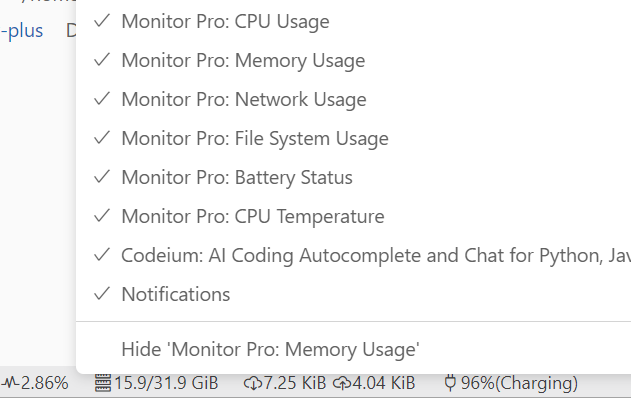 -plus
Monitor Pro: CPU Usage
Monitor Pro: Memory Usage
Monitor Pro: Network Usage
Monitor Pro: File System Usage
Monitor Pro: Battery Status
Monitor Pro: CPU Temperature
Codeium: AI Coding Autocomplete and Chat for Python, Jav
Notifications
Hide 'Monitor Pro: Memory Usage'
2.86% 15.9/31.9 GiB 7.25 KiB 4.04 KiB 96%(Charging)